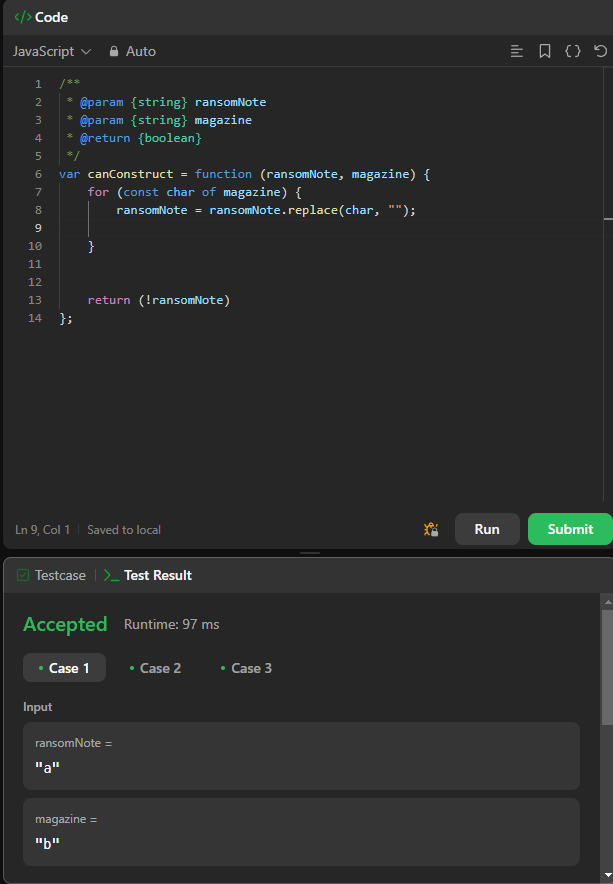 </> Code
JavaScript Auto
1 /**
2  * @param {string} ransomNote
3  * @param {string} magazine
4  * @return {boolean}
5  */
6 var canConstruct = function (ransomNote, magazine) {
7     for (const char of magazine) {
8         ransomNote = ransomNote.replace(char, "");
9
10     }
11
12
13     return (!ransomNote)
14 };
Ln 9, Col 1 | Saved to local Run Submit
Testcase | >_ Test Result
Accepted Runtime: 97 ms
• Case 1 • Case 2 • Case 3
Input
ransomNote =
"a"
magazine =
"b"